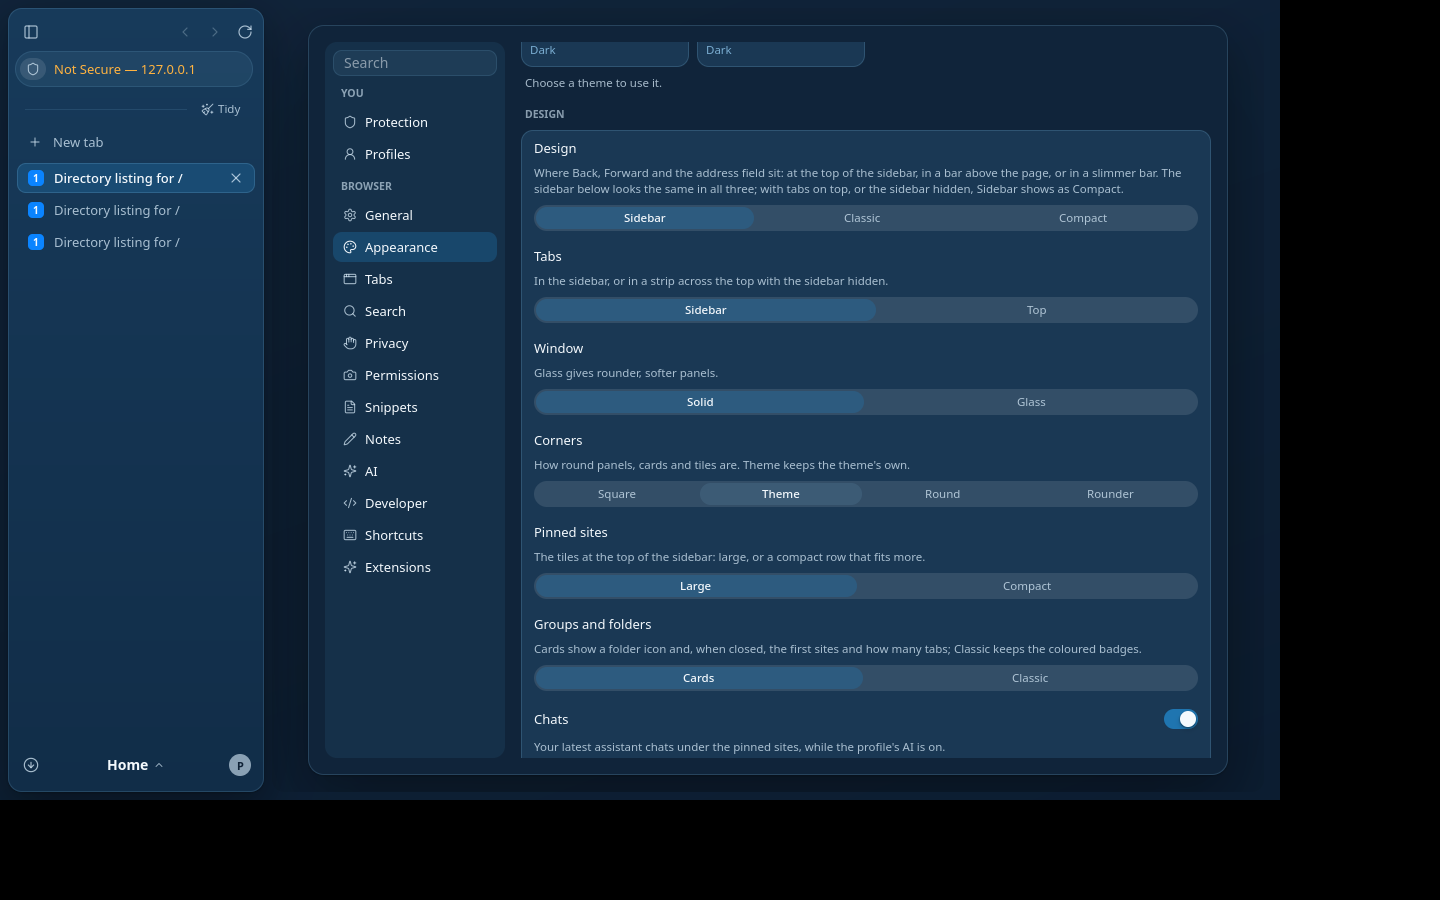 Not Secure — 127.0.0.1
Tidy
New tab
1 Directory listing for /
1 Directory listing for /
1 Directory listing for /
Home
P
Search
YOU
Protection
Profiles
BROWSER
General
Appearance
Tabs
Search
Privacy
Permissions
Snippets
Notes
AI
Developer
Shortcuts
Extensions
Dark
Dark
Choose a theme to use it.
DESIGN
Design
Where Back, Forward and the address field sit: at the top of the sidebar, in a bar above the page, or in a slimmer bar. The
sidebar below looks the same in all three; with tabs on top, or the sidebar hidden, Sidebar shows as Compact.
Sidebar Classic Compact
Tabs
In the sidebar, or in a strip across the top with the sidebar hidden.
Sidebar Top
Window
Glass gives rounder, softer panels.
Solid Glass
Corners
How round panels, cards and tiles are. Theme keeps the theme's own.
Square Theme Round Rounder
Pinned sites
The tiles at the top of the sidebar: large, or a compact row that fits more.
Large Compact
Groups and folders
Cards show a folder icon and, when closed, the first sites and how many tabs; Classic keeps the coloured badges.
Cards Classic
Chats
Your latest assistant chats under the pinned sites, while the profile's AI is on.